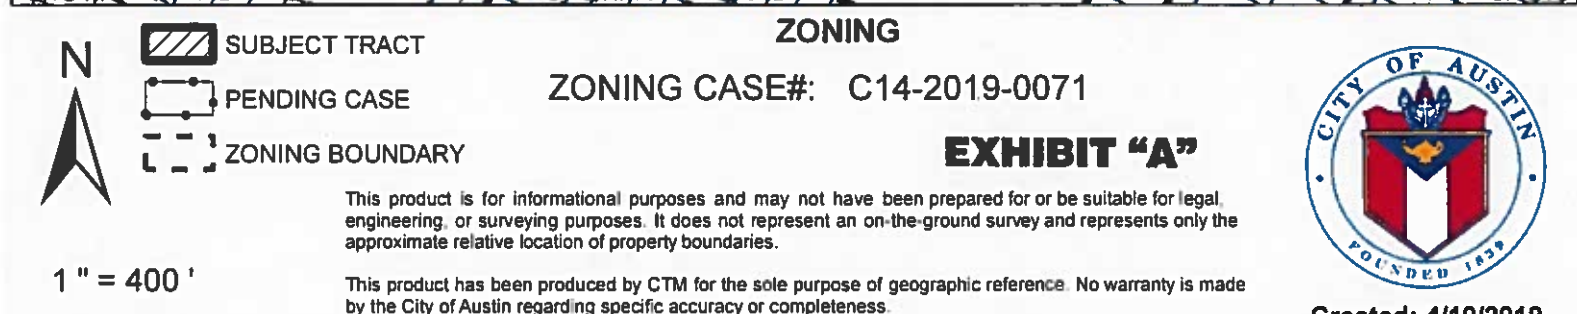 ZONING
N
SUBJECT TRACT
PENDING CASE
ZONING BOUNDARY
1 " = 400 '
ZONING CASE#: C14-2019-0071
EXHIBIT “A”
This product is for informational purposes and may not have been prepared for or be suitable for legal,
engineering, or surveying purposes. It does not represent an on-the-ground survey and represents only the
approximate relative location of property boundaries.
This product has been produced by CTM for the sole purpose of geographic reference. No warranty is made
by the City of Austin regarding specific accuracy or completeness.
CITY OF AUSTIN
FOUNDED 1839